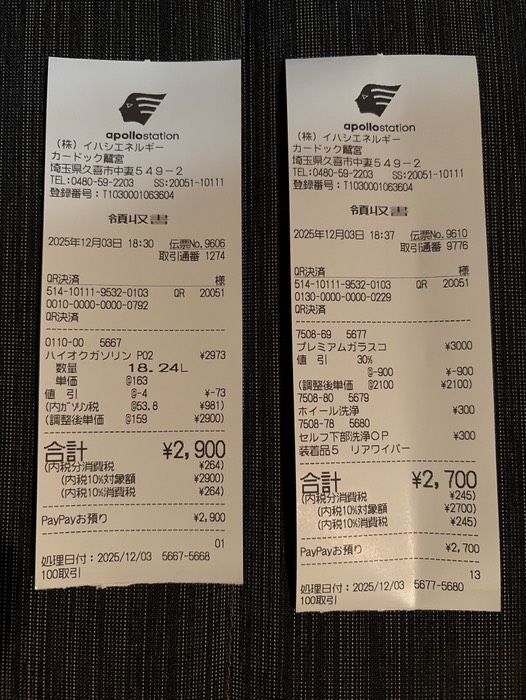 apollostation
(株)イハシエネルギー
カードック鷲宮
埼玉県久喜市中妻549-2
TEL:0480-59-2203 SS:20051-10111
登録番号:T1030001063604
領収書
2025年12月03日 18:30 伝票No.9606
取引通番 1274
QR決済 様
514-10111-9532-0103 QR 20051
0010-0000-0000-0792
QR決済
0110-00 5667
ハイオクガソリン P02 ¥2973
数量 18.24L
単価 @163
値 引 @-4 ¥-73
(内ガソリン税 @53.8 ¥981)
(調整後単価 @159 ¥2900)
合計 ¥2,900
(内税分消費税 ¥264)
(内税10%対象額 ¥2900)
(内税10%消費税 ¥264)
PayPayお預り ¥2,900
01
処理日付:2025/12/03 5667-5668
100取引
apollostation
(株)イハシエネルギー
カードック鷲宮
埼玉県久喜市中妻549-2
TEL:0480-59-2203 SS:20051-10111
登録番号:T1030001063604
領収書
2025年12月03日 18:37 伝票No.9610
取引通番 9776
QR決済 様
514-10111-9532-0103 QR 20051
0130-0000-0000-0229
QR決済
7508-69 5677
プレミアムガラスコ ¥3000
値 引 30%
@-900 ¥-900
(調整後単価 @2100 ¥2100)
7508-80 5679
ホイール洗浄 ¥300
7508-78 5680
セルフ下部洗浄OP ¥300
装着品5 リアワイパー
合計 ¥2,700
(内税分消費税 ¥245)
(内税10%対象額 ¥2700)
(内税10%消費税 ¥245)
PayPayお預り ¥2,700
13
処理日付:2025/12/03 5677-5680
100取引